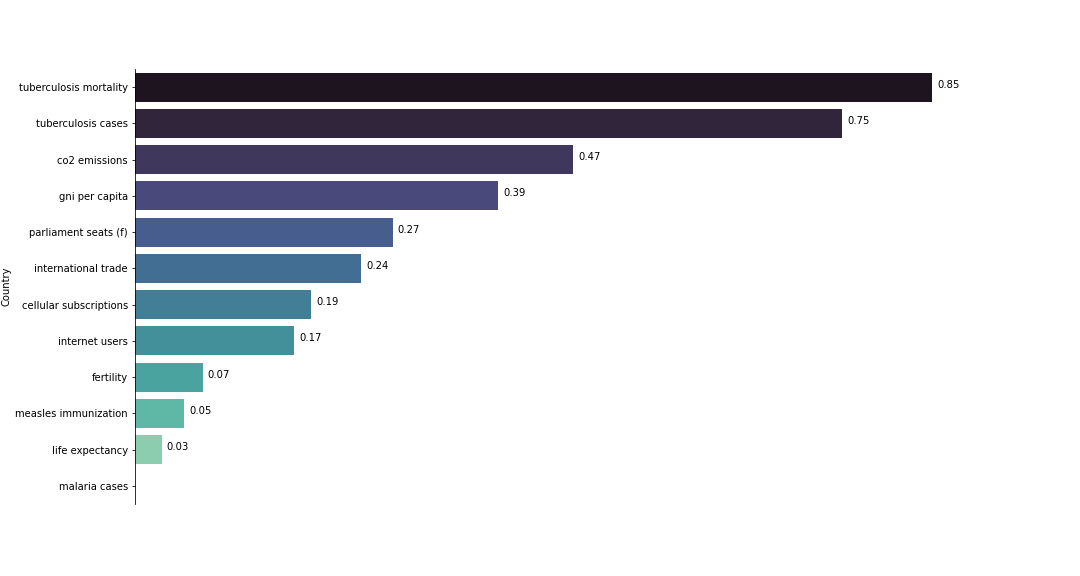 tuberculosis mortality 0.85
tuberculosis cases 0.75
co2 emissions 0.47
gni per capita 0.39
parliament seats (f) 0.27
international trade 0.24
Country
cellular subscriptions 0.19
internet users 0.17
fertility 0.07
measles immunization 0.05
life expectancy 0.03
malaria cases